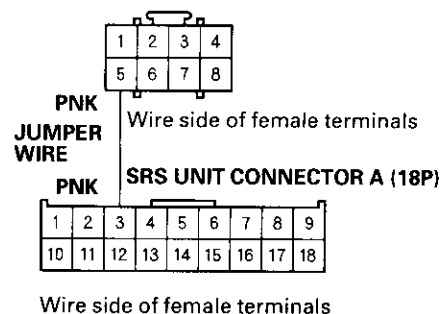 1 2 3 4
5 6 7 8
PNK
Wire side of female terminals
JUMPER
WIRE
PNK
SRS UNIT CONNECTOR A (18P)
1 2 3 4 5 6 7 8 9
10 11 12 13 14 15 16 17 18
Wire side of female terminals